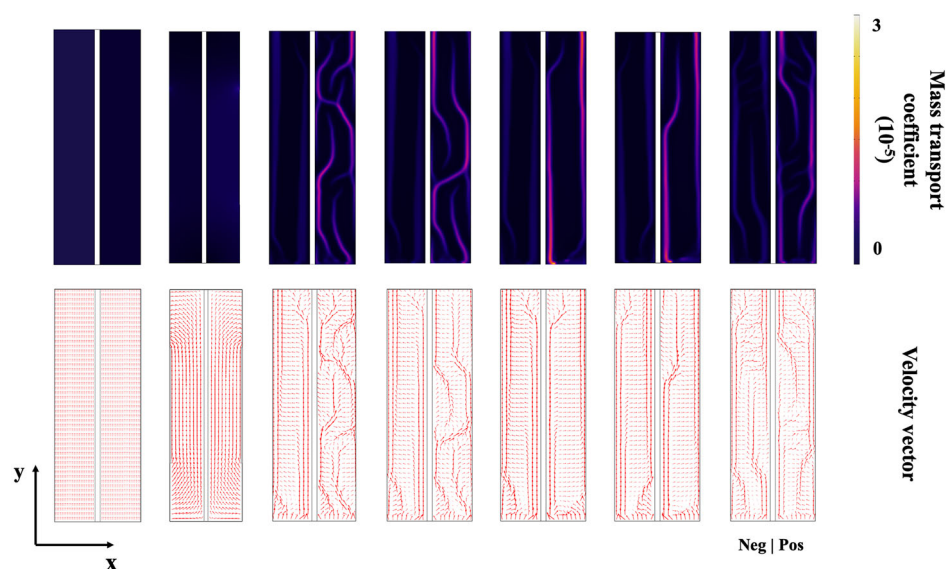 3
Mass transport
coefficient
(10-5)
0
Velocity vector
y
x
Neg | Pos